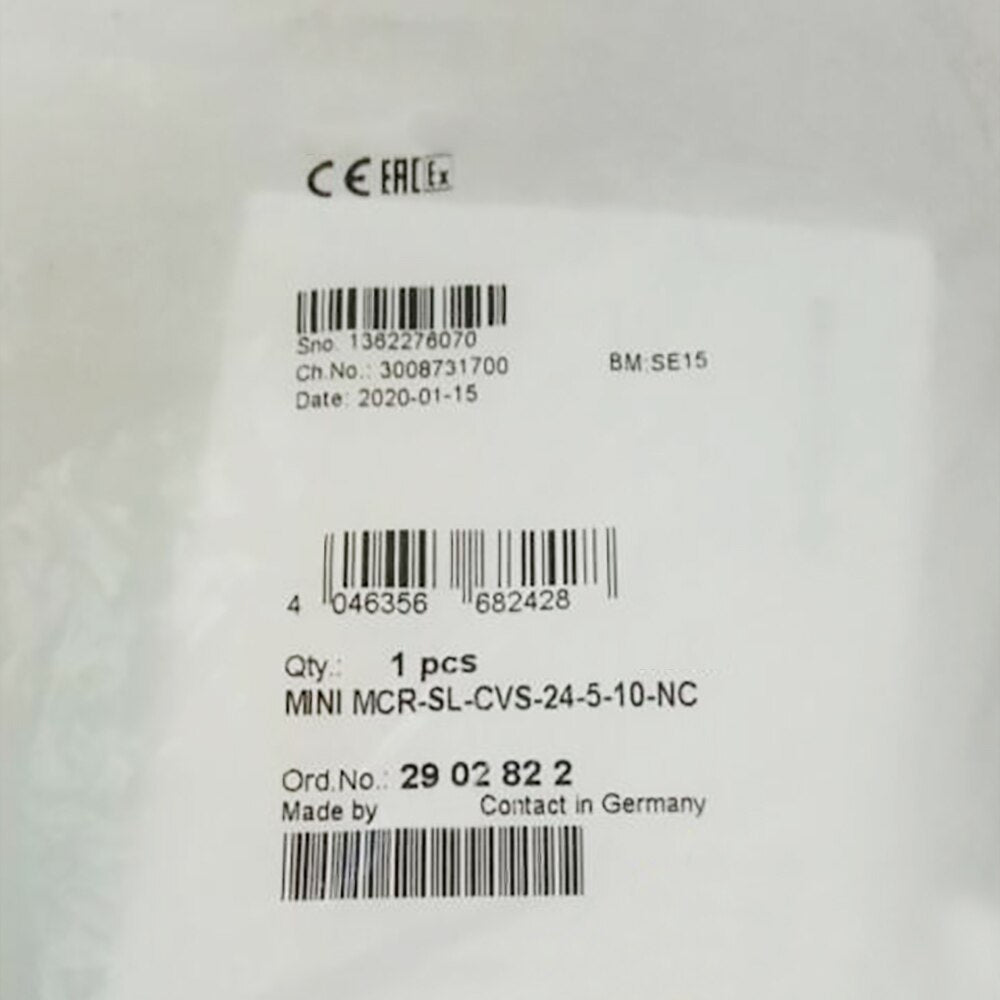 CE EAC Ex
Sno. 1362276070
Ch.No.: 3008731700
BM:SE15
Date: 2020-01-15
4 046356 682428
Qty.: 1 pcs
MINI MCR-SL-CVS-24-5-10-NC
Ord.No.: 29 02 82 2
Made by Contact in Germany